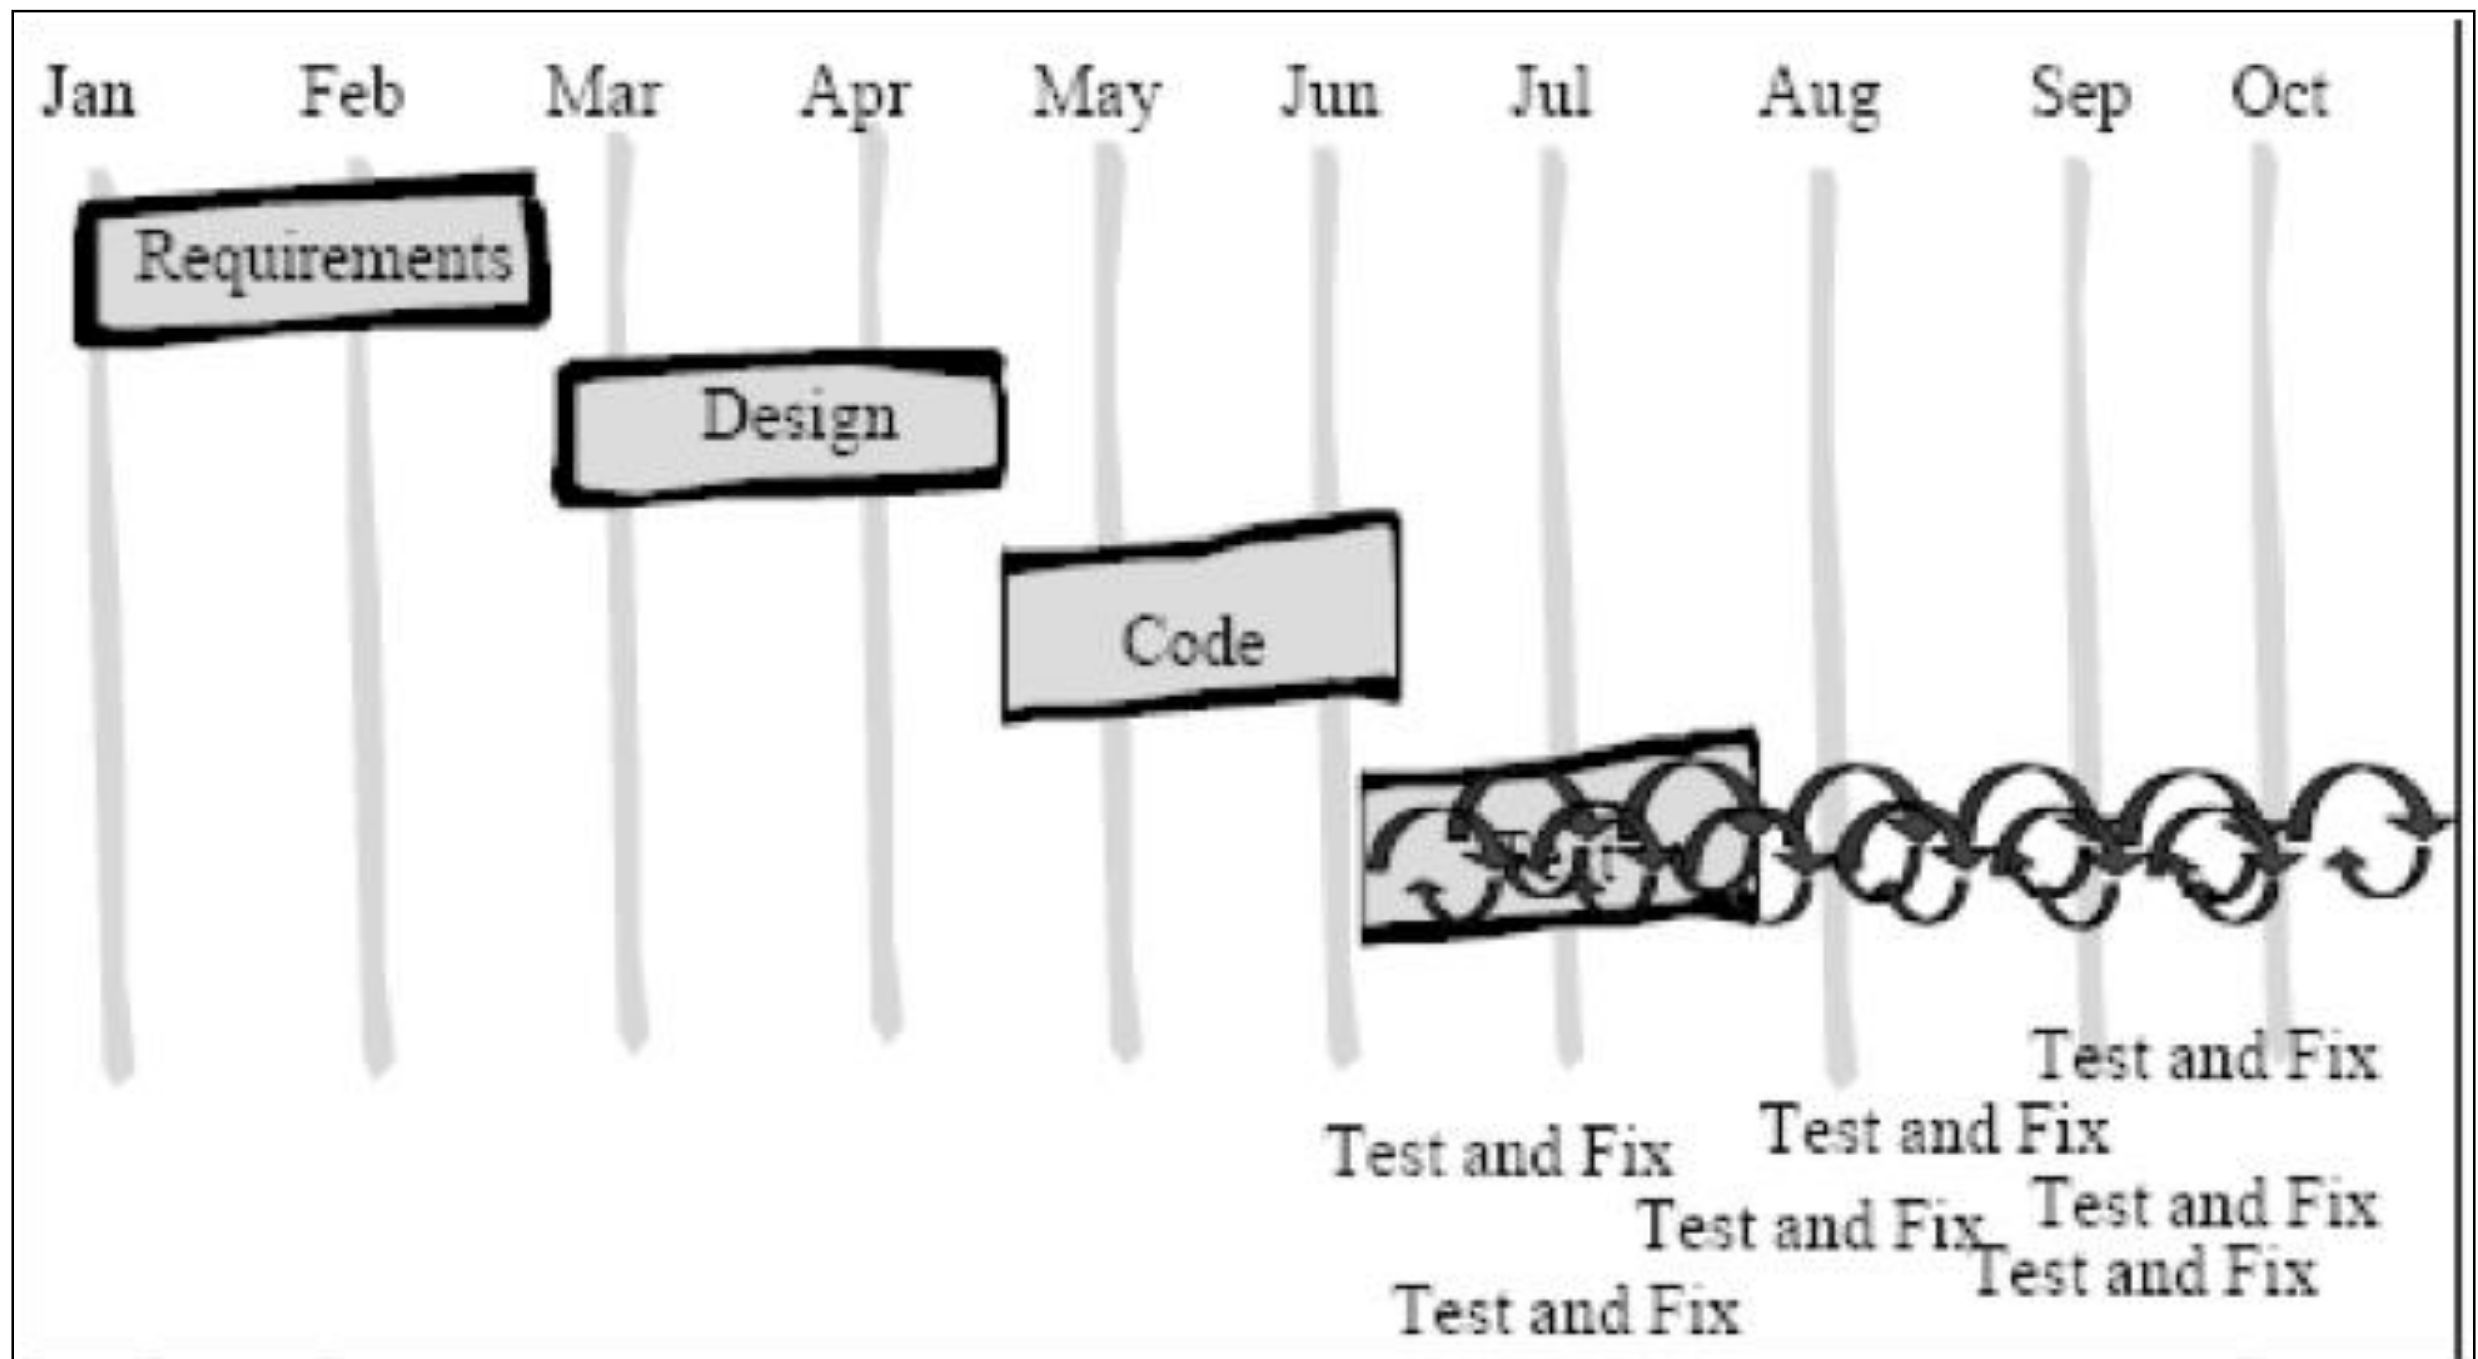 Jan Feb Mar Apr May Jun Jul Aug Sep Oct
Requirements
Design
Code
Test and Fix
Test and Fix
Test and Fix
Test and Fix
Test and Fix
Test and Fix
Test and Fix